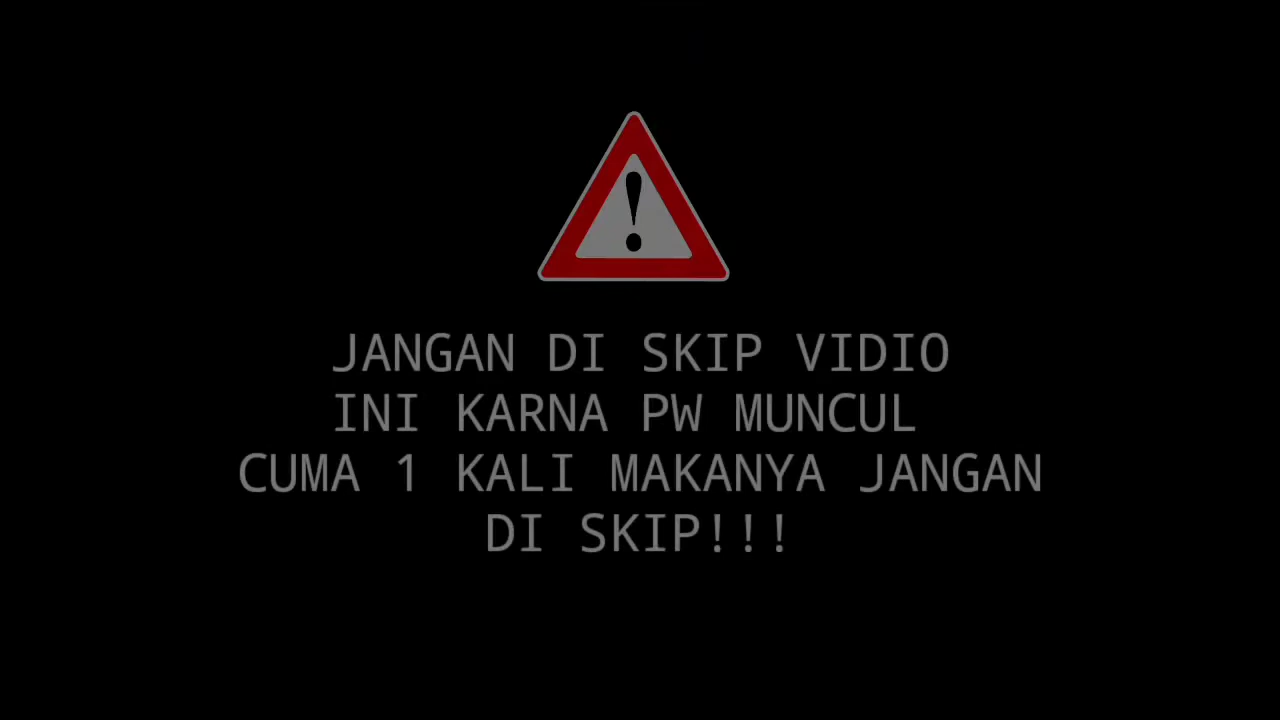 JANGAN DI SKIP VIDIO
INI KARNA PW MUNCUL
CUMA 1 KALI MAKANYA JANGAN
DI SKIP!!!